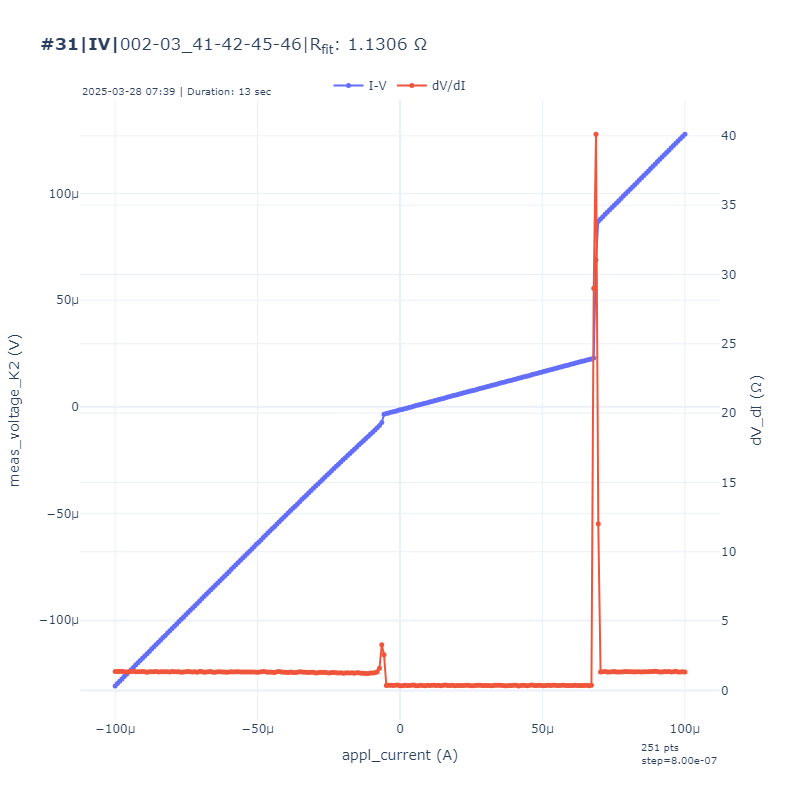 #31|IV|002-03_41-42-45-46|Rfit: 1.1306 Ω
2025-03-28 07:39 | Duration: 13 sec
I-V
dV/dI
100μ
50μ
0
−50μ
−100μ
meas_voltage_K2 (V)
40
35
30
25
20
15
10
5
0
dV_dI (Ω)
−100μ
−50μ
0
50μ
100μ
appl_current (A)
251 pts
step=8.00e-07